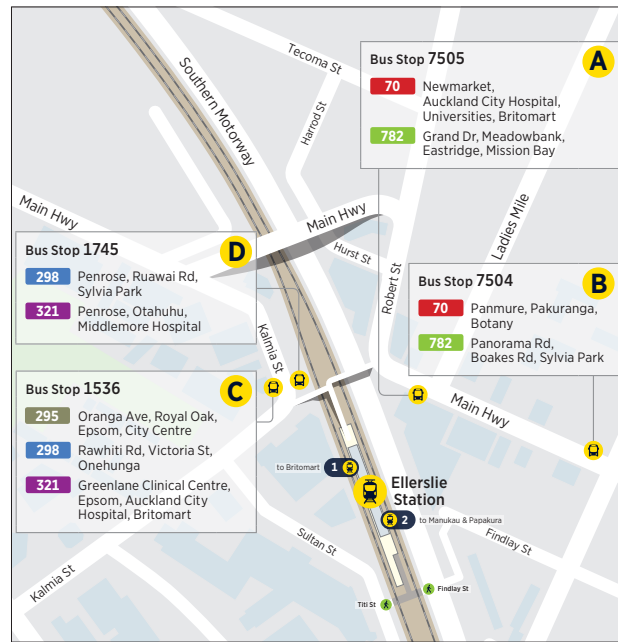 Bus Stop 7505
A
70
Newmarket,
Auckland City Hospital,
Universities, Britomart
782
Grand Dr, Meadowbank,
Eastridge, Mission Bay
Tecoma St
Southern Motorway
Harrod St
Main Hwy
Main Hwy
Hurst St
Robert St
Ladies Mile
Bus Stop 1745
D
298
Penrose, Ruawai Rd,
Sylvia Park
321
Penrose, Otahuhu,
Middlemore Hospital
Bus Stop 7504
B
70
Panmure, Pakuranga,
Botany
782
Panorama Rd,
Boakes Rd, Sylvia Park
Kalmia St
Bus Stop 1536
C
295
Oranga Ave, Royal Oak,
Epsom, City Centre
298
Rawhiti Rd, Victoria St,
Onehunga
321
Greenlane Clinical Centre,
Epsom, Auckland City
Hospital, Britomart
Main Hwy
to Britomart
1
Ellerslie
Station
2
to Manukau & Papakura
Sultan St
Findlay St
Kalmia St
Findlay St
Titi St